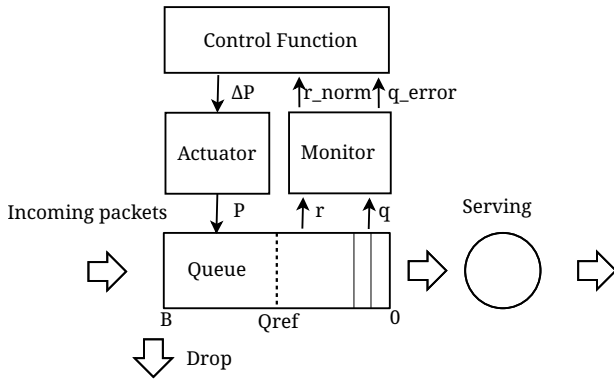 Control Function
ΔP
r_norm
q_error
Actuator
Monitor
Incoming packets
P
r
q
Serving
Queue
B
Qref
0
Drop